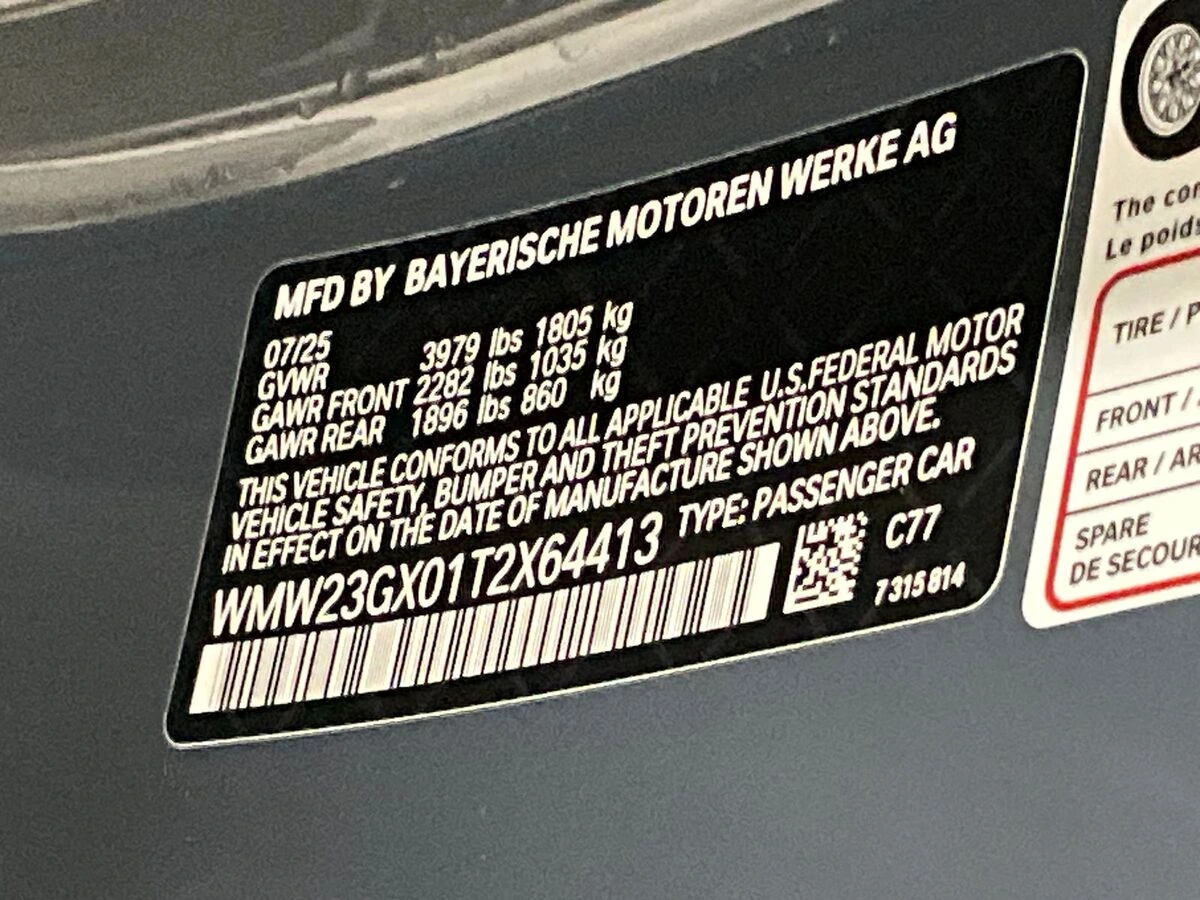 MFD BY BAYERISCHE MOTOREN WERKE AG
07/25
GVWR 3979 lbs 1805 kg
GAWR FRONT 2282 lbs 1035 kg
GAWR REAR 1896 lbs 860 kg
THIS VEHICLE CONFORMS TO ALL APPLICABLE U.S.FEDERAL MOTOR
VEHICLE SAFETY, BUMPER AND THEFT PREVENTION STANDARDS
IN EFFECT ON THE DATE OF MANUFACTURE SHOWN ABOVE.
WMW23GX01T2X64413 TYPE: PASSENGER CAR
C77
7315814
The
Le poids
TIRE /
FRONT /
REAR /
SPARE
DE